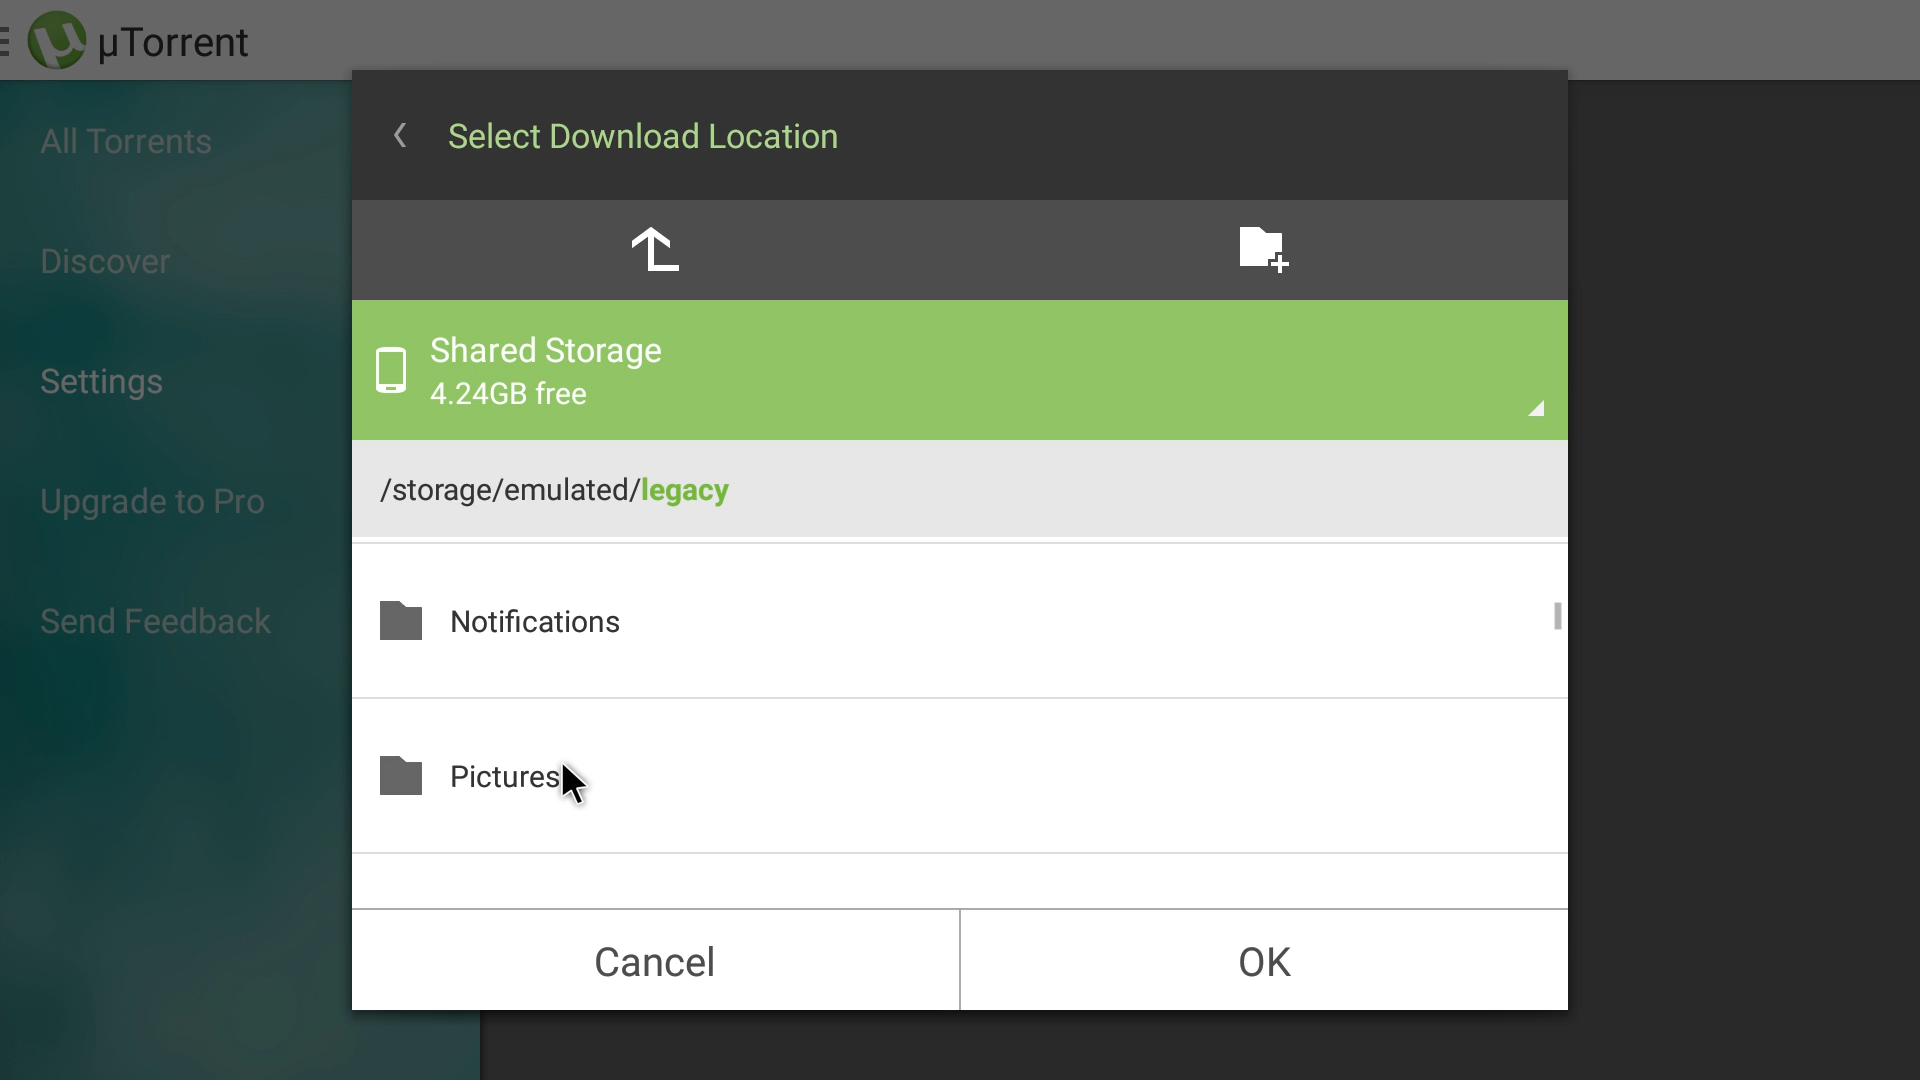 µTorrent
All Torrents
Discover
Settings
Upgrade to Pro
Send Feedback
Select Download Location
Shared Storage
4.24GB free
/storage/emulated/legacy
Notifications
Pictures
Cancel
OK